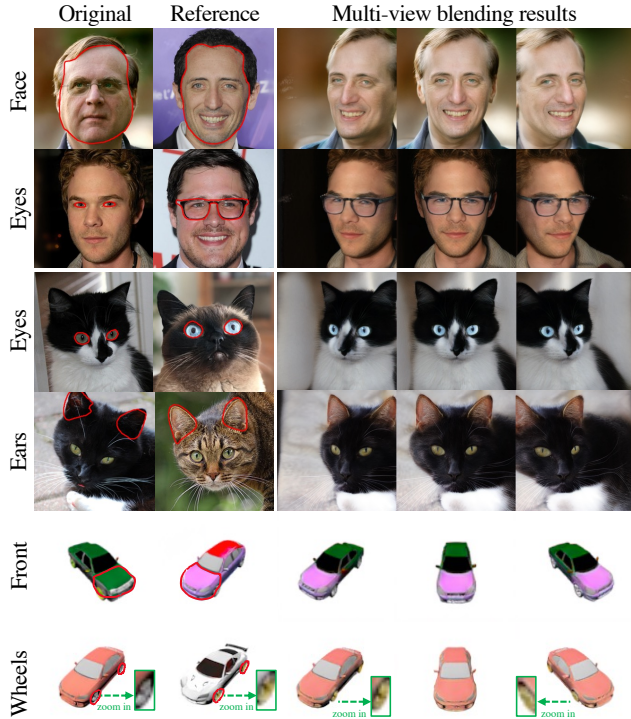 Original Reference Multi-view blending results
Face
Eyes
Eyes
Ears
Front
Wheels
zoom in zoom in zoom in zoom in